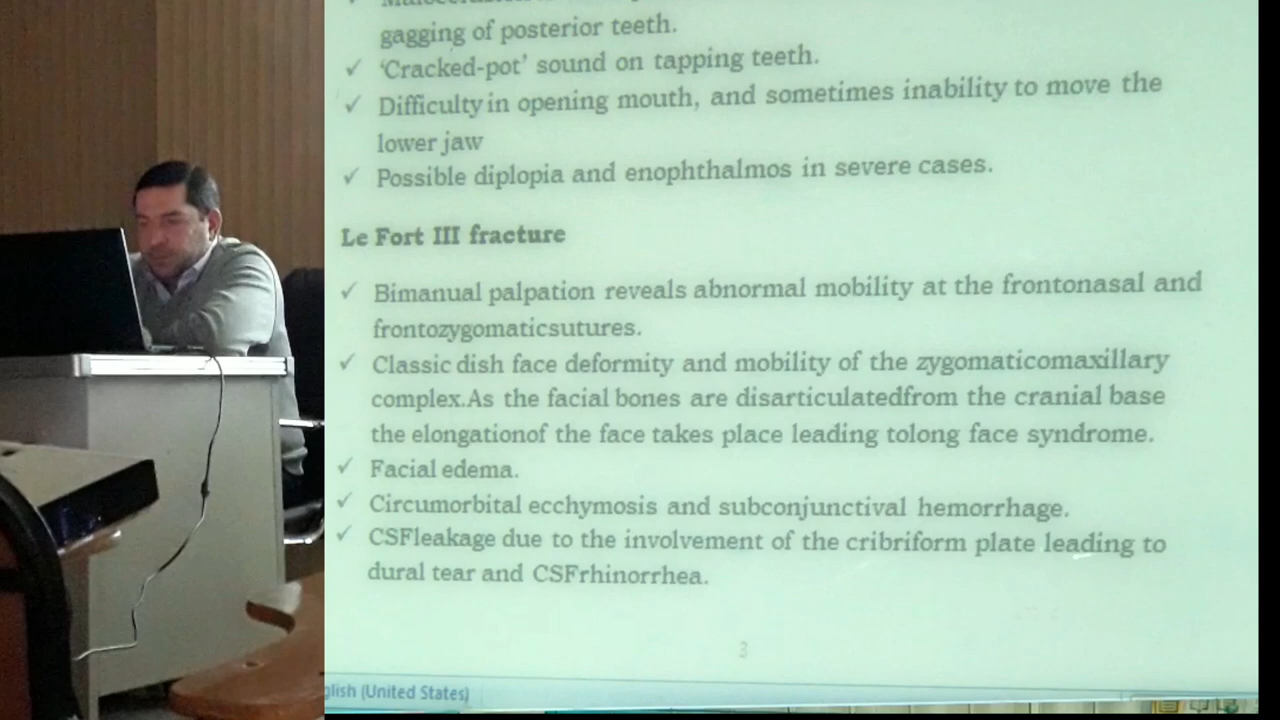 gagging of posterior teeth.
✓ ‘Cracked-pot’ sound on tapping teeth.
✓ Difficulty in opening mouth, and sometimes inability to move the
lower jaw
✓ Possible diplopia and enophthalmos in severe cases.
Le Fort III fracture
✓ Bimanual palpation reveals abnormal mobility at the frontonasal and
frontozygomaticsutures.
✓ Classic dish face deformity and mobility of the zygomaticomaxillary
complex.As the facial bones are disarticulatedfrom the cranial base
the elongationof the face takes place leading tolong face syndrome.
✓ Facial edema.
✓ Circumorbital ecchymosis and subconjunctival hemorrhage.
✓ CSFleakage due to the involvement of the cribriform plate leading to
dural tear and CSFrhinorrhea.
3
glish (United States)